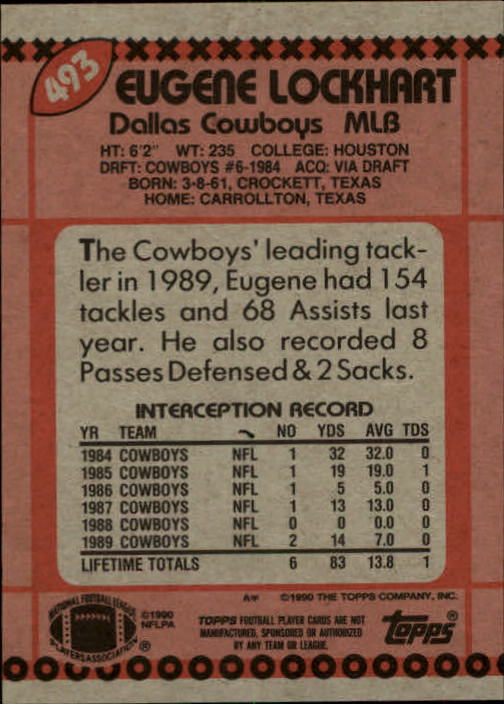 493
EUGENE LOCKHART
Dallas Cowboys MLB
HT: 6'2" WT: 235 COLLEGE: HOUSTON
DRFT: COWBOYS #6-1984 ACQ: VIA DRAFT
BORN: 3-8-61, CROCKETT, TEXAS
HOME: CARROLLTON, TEXAS
The Cowboys' leading tack-
ler in 1989, Eugene had 154
tackles and 68 Assists last
year. He also recorded 8
Passes Defensed & 2 Sacks.
INTERCEPTION RECORD
YR TEAM NO YDS AVG TDS
1984 COWBOYS NFL 1 32 32.0 0
1985 COWBOYS NFL 1 19 19.0 1
1986 COWBOYS NFL 1 5 5.0 0
1987 COWBOYS NFL 1 13 13.0 0
1988 COWBOYS NFL 0 0 0.0 0
1989 COWBOYS NFL 2 14 7.0 0
LIFETIME TOTALS 6 83 13.8 1
A** ©1990 THE TOPPS COMPANY, INC.
NATIONAL FOOTBALL LEAGUE
PLAYERS ASSOCIATION ®
©1990
NFLPA
TOPPS FOOTBALL PLAYER CARDS ARE NOT
MANUFACTURED, SPONSORED OR AUTHORIZED
BY ANY TEAM OR LEAGUE.
Topps®